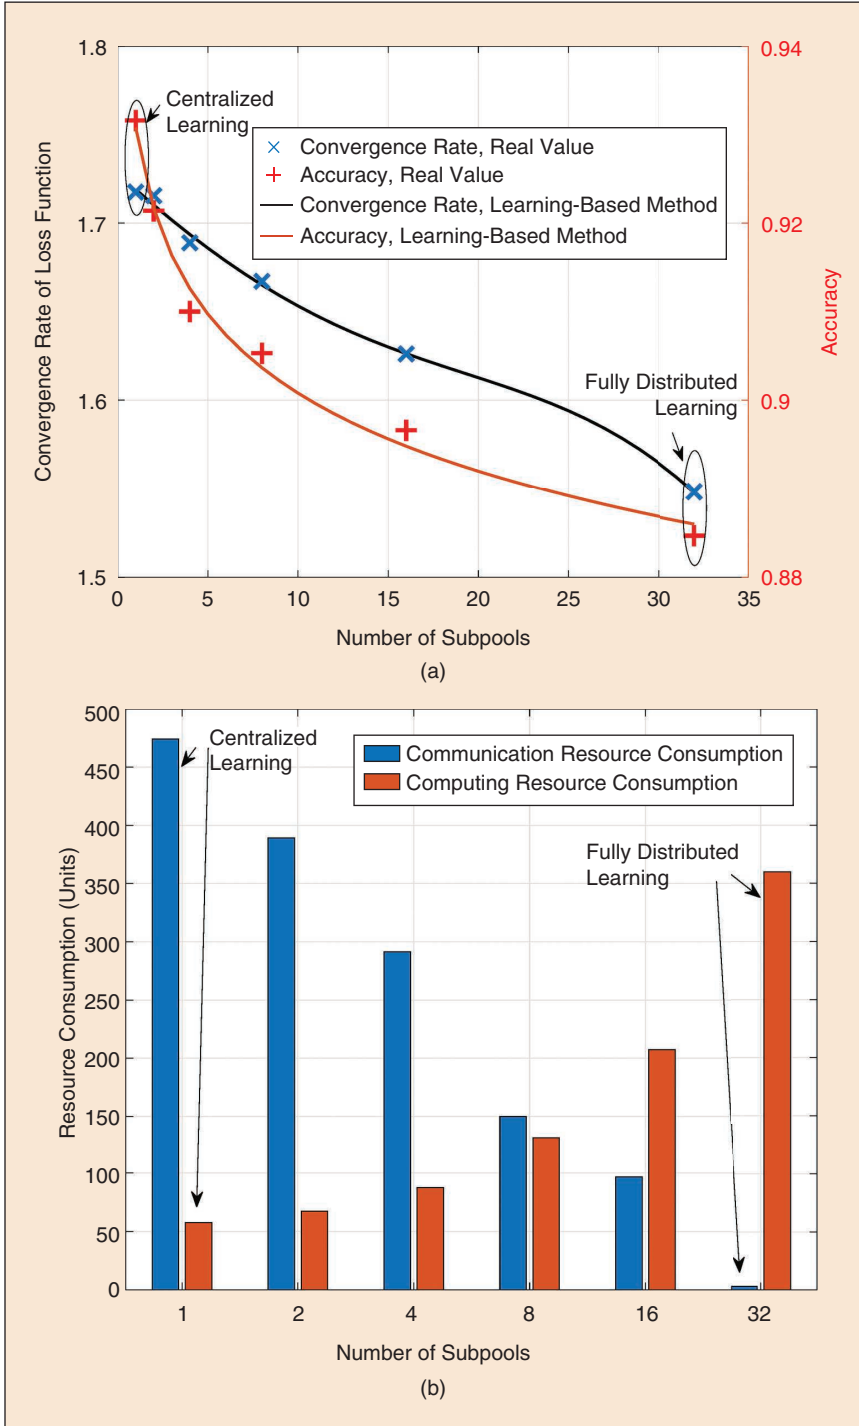 1.8
0.94
Centralized
Learning
Convergence Rate, Real Value
Accuracy, Real Value
Convergence Rate, Learning-Based Method
Accuracy, Learning-Based Method
1.7
0.92
Convergence Rate of Loss Function
Accuracy
Fully Distributed
Learning
1.6
0.9
1.5
0.88
0 5 10 15 20 25 30 35
Number of Subpools
(a)
500
Centralized
Learning
Communication Resource Consumption
Computing Resource Consumption
450
400
Fully Distributed
Learning
350
300
250
200
150
100
50
0
Resource Consumption (Units)
1 2 4 8 16 32
Number of Subpools
(b)